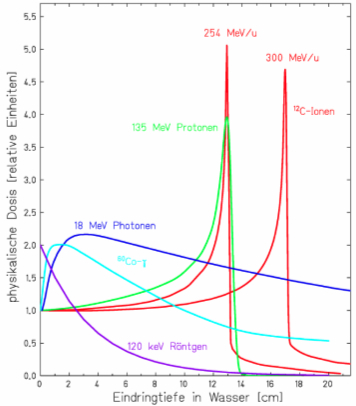 5,5
5,0
4,5
4,0
3,5
3,0
2,5
2,0
1,5
1,0
0,5
0,0
physikalische Dosis [relative Einheiten]
254 MeV/u
300 MeV/u
¹²C-Ionen
135 MeV Protonen
18 MeV Photonen
⁶⁰Co-γ
120 keV Röntgen
0 2 4 6 8 10 12 14 16 18 20
Eindringtiefe in Wasser [cm]